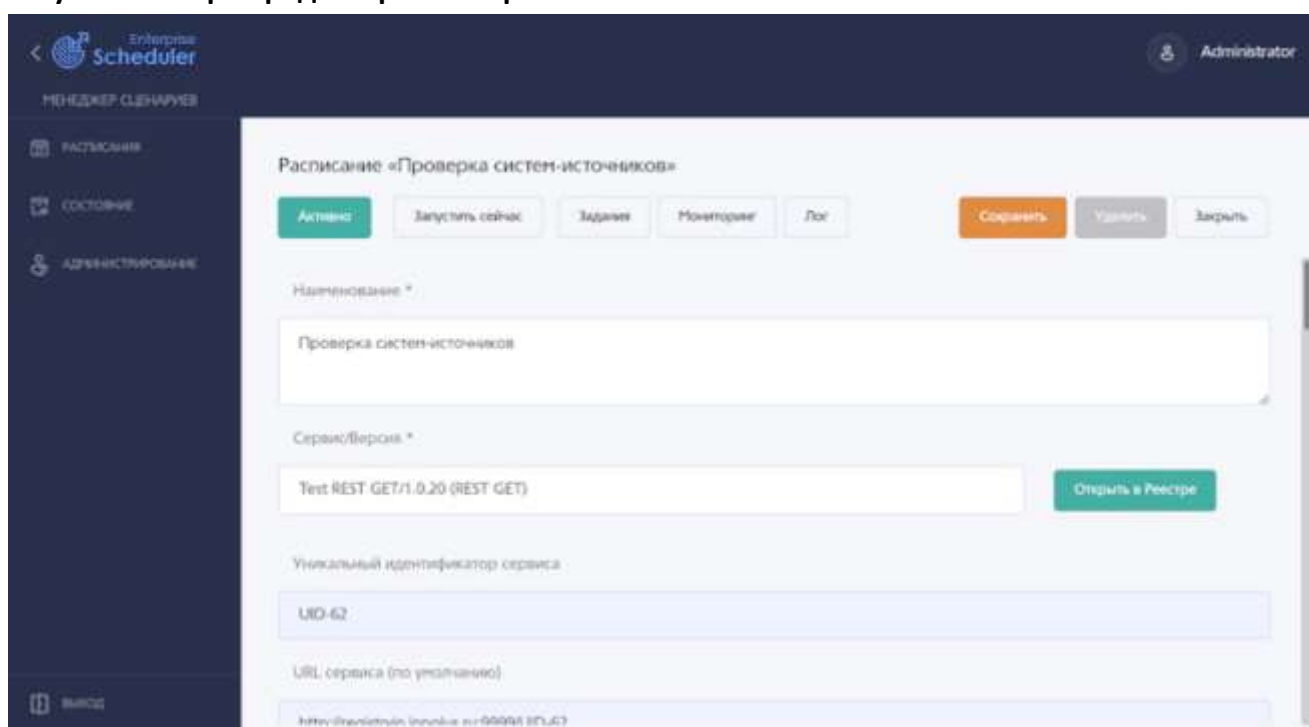 Enterprise
Scheduler
Administrator
МЕНЕДЖЕР СЦЕНАРИЕВ
РАСПИСАНИЯ
СОСТОЯНИЕ
АДМИНИСТРИРОВАНИЕ
Расписание «Проверка систем-источников»
Активно Запустить сейчас Задания Мониторинг Лог Сохранить Удалить Закрыть
Наименование *
Проверка систем-источников
Сервис/Версия *
Test REST GET/1.0.20 (REST GET)
Открыть в Реестре
Уникальный идентификатор сервиса
UID-62
URL сервиса (по умолчанию)
ВЫХОД